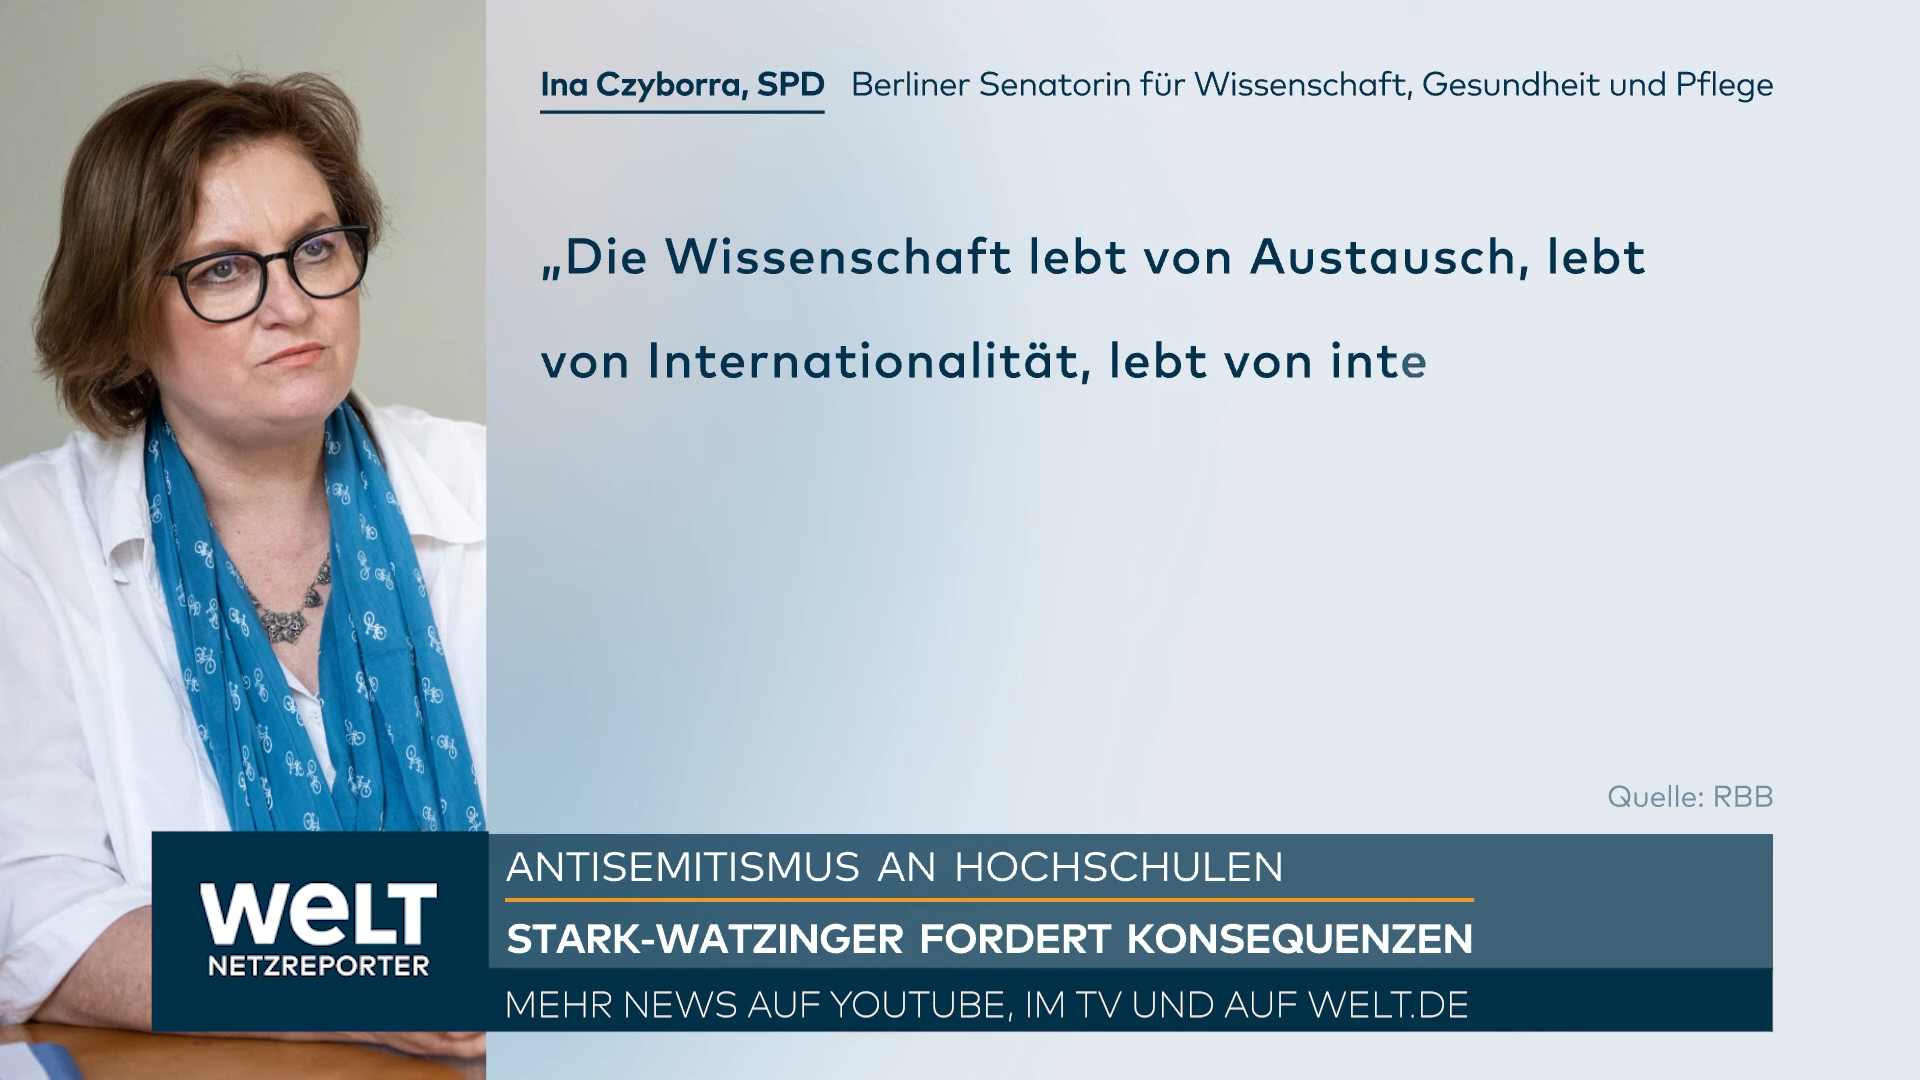 Ina Czyborra, SPD Berliner Senatorin für Wissenschaft, Gesundheit und Pflege
„Die Wissenschaft lebt von Austausch, lebt
von Internationalität, lebt von inte
Quelle: RBB
ANTISEMITISMUS AN HOCHSCHULEN
STARK-WATZINGER FORDERT KONSEQUENZEN
WELT
NETZREPORTER
MEHR NEWS AUF YOUTUBE, IM TV UND AUF WELT.DE